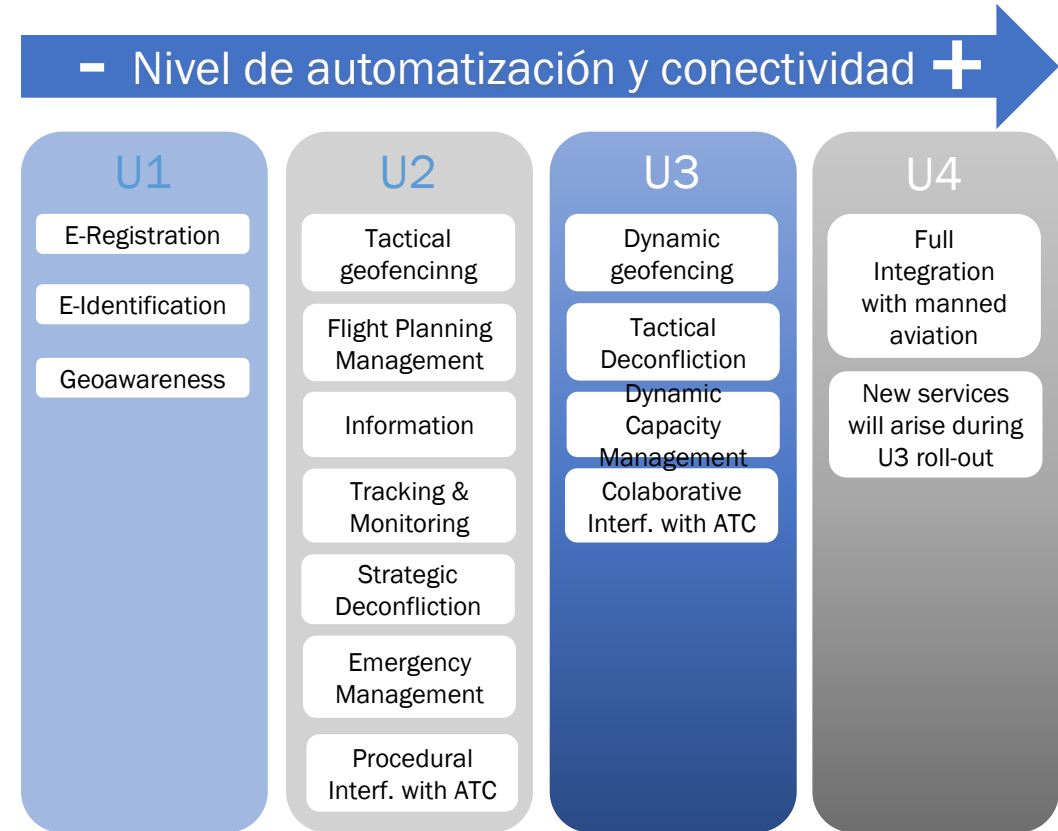 - Nivel de automatización y conectividad +
U1
E-Registration
E-Identification
Geoawareness
U2
Tactical
geofencinng
Flight Planning
Management
Information
Tracking &
Monitoring
Strategic
Deconfliction
Emergency
Management
Procedural
Interf. with ATC
U3
Dynamic
geofencing
Tactical
Deconfliction
Dynamic
Capacity
Management
Colaborative
Interf. with ATC
U4
Full
Integration
with manned
aviation
New services
will arise during
U3 roll-out